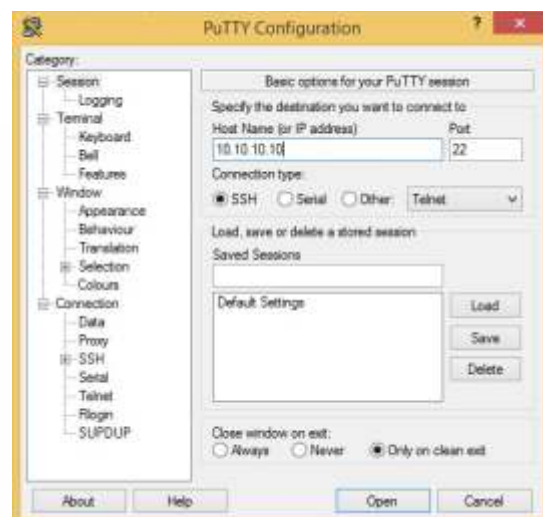 PuTTY Configuration
?
Category:
Session
Logging
Terminal
Keyboard
Bell
Features
Window
Appearance
Behaviour
Translation
Selection
Colours
Connection
Data
Proxy
SSH
Serial
Telnet
Rlogin
SUPDUP
Basic options for your PuTTY session
Specify the destination you want to connect to
Host Name (or IP address) Port
10.10.10.10 22
Connection type:
SSH Serial Other: Telnet
Load, save or delete a stored session
Saved Sessions
Default Settings
Load
Save
Delete
Close window on exit:
Always Never Only on clean exit
About Help Open Cancel